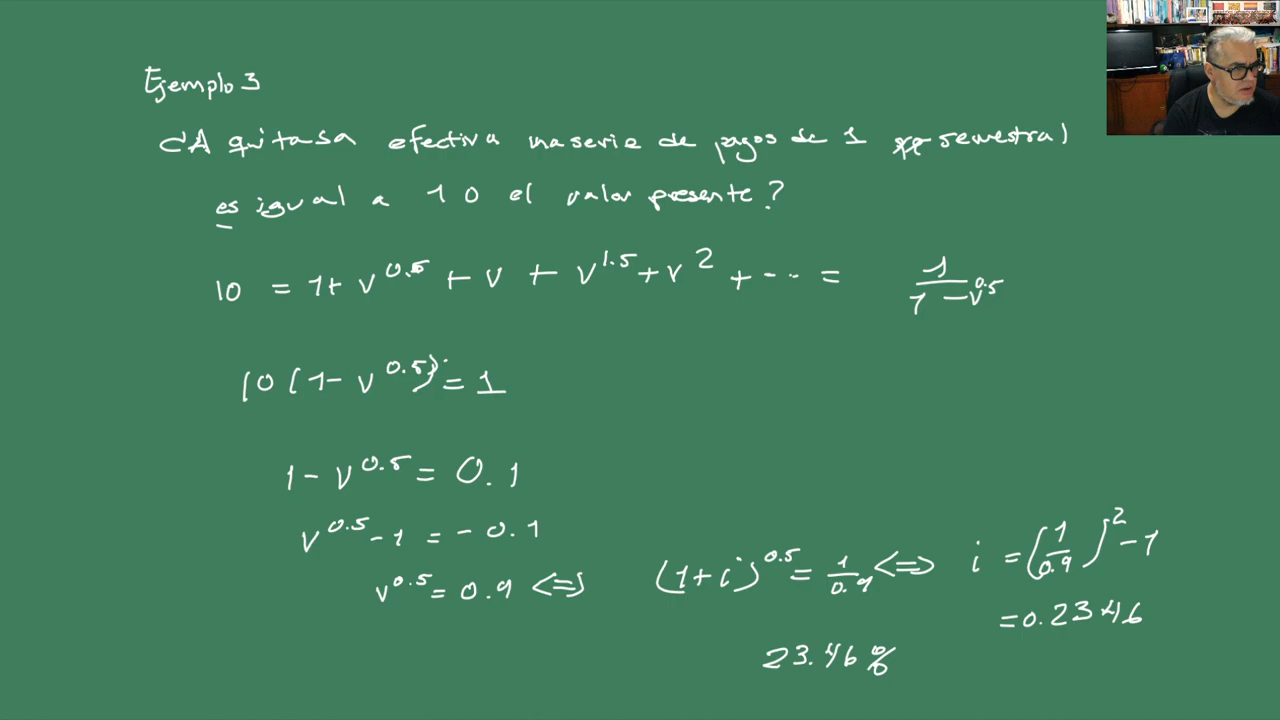 Ejemplo 3
¿A qui tasa efectiva una serie de pagos de 1 semestral
es igual a 10 el valor presente?
10 = 1 + v^0.5 + v + v^1.5 + v^2 + ... = 1/(1 - v^0.5)
10(1 - v^0.5) = 1
1 - v^0.5 = 0.1
v^0.5 - 1 = - 0.1
v^0.5 = 0.9 <=> (1+i)^0.5 = 1/0.9 <=> i = (1/0.9)^2 - 1
= 0.2346
23.46%